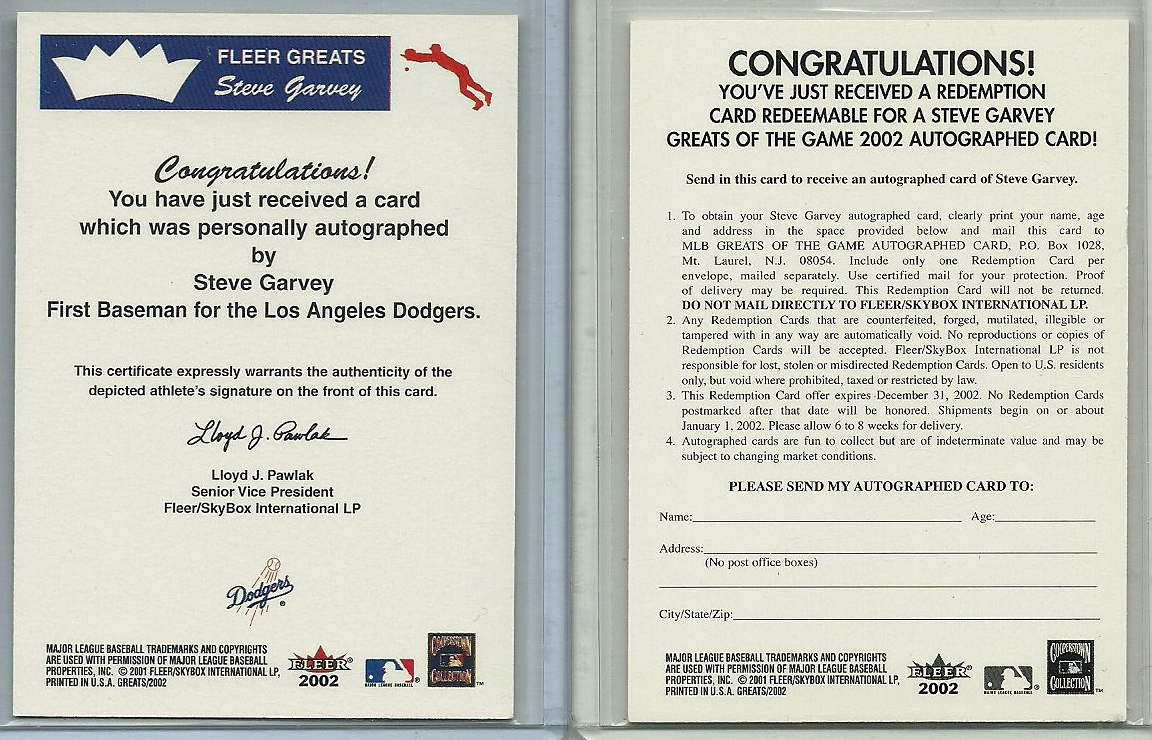 FLEER GREATS
Steve Garvey
Congratulations!
You have just received a card
which was personally autographed
by
Steve Garvey
First Baseman for the Los Angeles Dodgers.
This certificate expressly warrants the authenticity of the
depicted athlete's signature on the front of this card.
Lloyd J. Pawlak
Lloyd J. Pawlak
Senior Vice President
Fleer/SkyBox International LP
Dodgers®
MAJOR LEAGUE BASEBALL TRADEMARKS AND COPYRIGHTS
ARE USED WITH PERMISSION OF MAJOR LEAGUE BASEBALL
PROPERTIES, INC. © 2001 FLEER/SKYBOX INTERNATIONAL LP,
PRINTED IN U.S.A. GREATS/2002
FLEER®
2002
MAJOR LEAGUE BASEBALL®
COOPERSTOWN
COLLECTION™
CONGRATULATIONS!
YOU'VE JUST RECEIVED A REDEMPTION
CARD REDEEMABLE FOR A STEVE GARVEY
GREATS OF THE GAME 2002 AUTOGRAPHED CARD!
Send in this card to receive an autographed card of Steve Garvey.
1. To obtain your Steve Garvey autographed card, clearly print your name, age
and address in the space provided below and mail this card to
MLB GREATS OF THE GAME AUTOGRAPHED CARD, P.O. Box 1028,
Mt. Laurel, N.J. 08054. Include only one Redemption Card per
envelope, mailed separately. Use certified mail for your protection. Proof
of delivery may be required. This Redemption Card will not be returned.
DO NOT MAIL DIRECTLY TO FLEER/SKYBOX INTERNATIONAL LP.
2. Any Redemption Cards that are counterfeited, forged, mutilated, illegible or
tampered with in any way are automatically void. No reproductions or copies of
Redemption Cards will be accepted. Fleer/SkyBox International LP is not
responsible for lost, stolen or misdirected Redemption Cards. Open to U.S. residents
only, but void where prohibited, taxed or restricted by law.
3. This Redemption Card offer expires December 31, 2002. No Redemption Cards
postmarked after that date will be honored. Shipments begin on or about
January 1, 2002. Please allow 6 to 8 weeks for delivery.
4. Autographed cards are fun to collect but are of indeterminate value and may be
subject to changing market conditions.
PLEASE SEND MY AUTOGRAPHED CARD TO:
Name: Age:
Address:
(No post office boxes)
City/State/Zip:
MAJOR LEAGUE BASEBALL TRADEMARKS AND COPYRIGHTS
ARE USED WITH PERMISSION OF MAJOR LEAGUE BASEBALL
PROPERTIES, INC. © 2001 FLEER/SKYBOX INTERNATIONAL LP,
PRINTED IN U.S.A. GREATS/2002
FLEER®
2002
MAJOR LEAGUE BASEBALL®
COOPERSTOWN
COLLECTION™